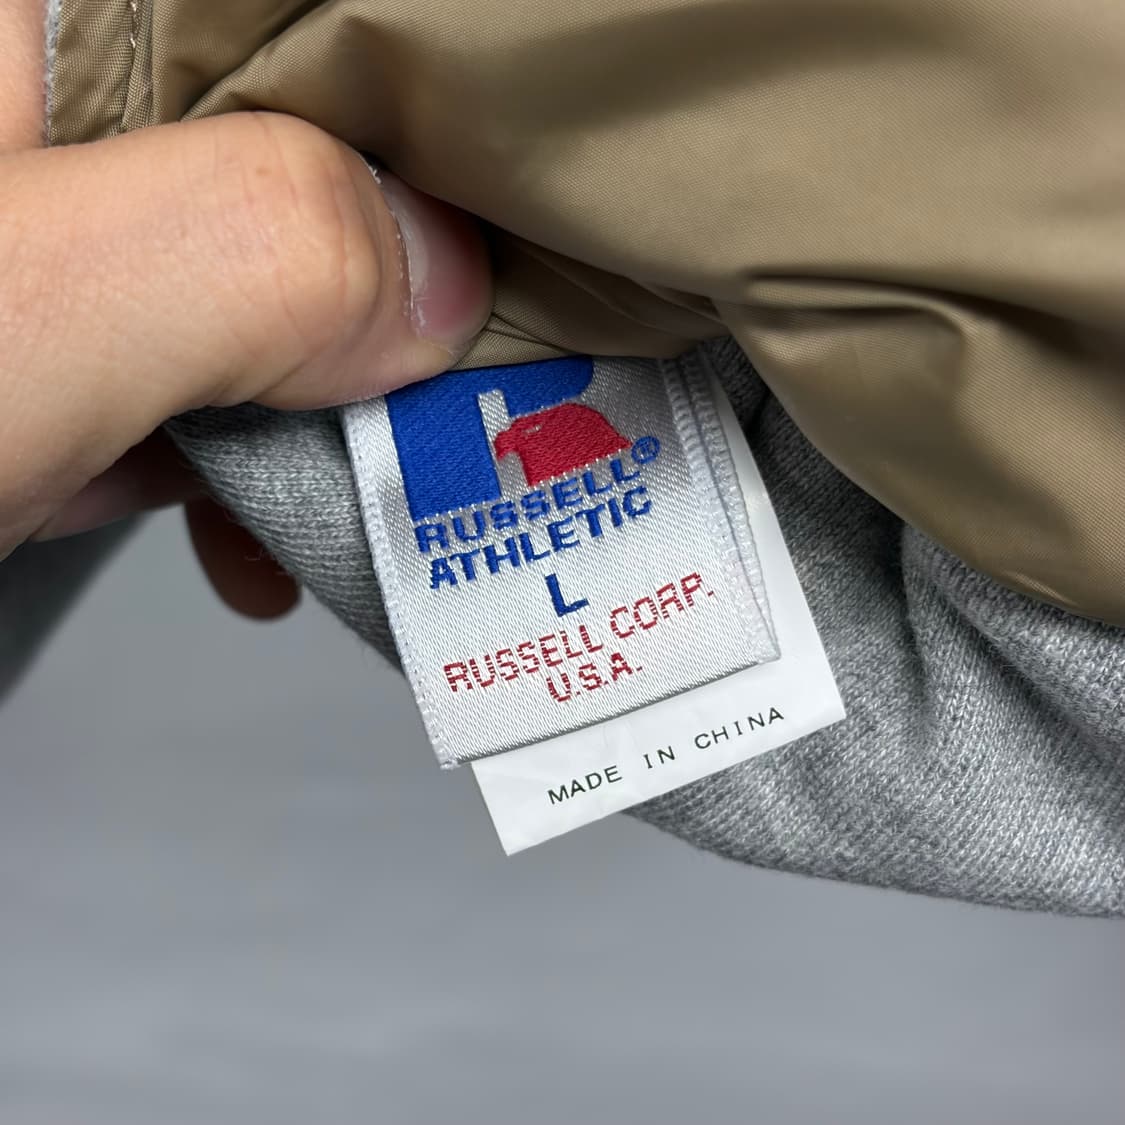 RUSSELL®
ATHLETIC
L
RUSSELL CORP.
U.S.A.
MADE IN CHINA